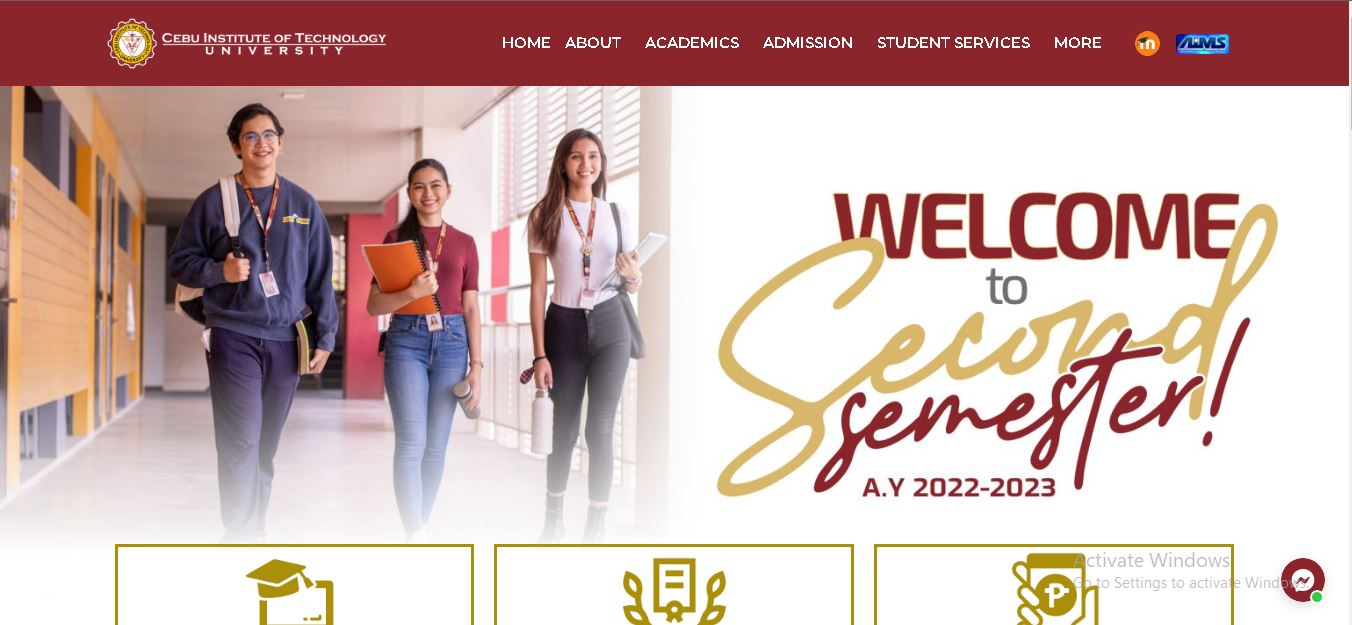 CEBU INSTITUTE OF TECHNOLOGY
UNIVERSITY
HOME ABOUT ACADEMICS ADMISSION STUDENT SERVICES MORE
AIMS
WELCOME
to
Second
semester!
A.Y 2022-2023
Activate Windows
Go to Settings to activate Windows.